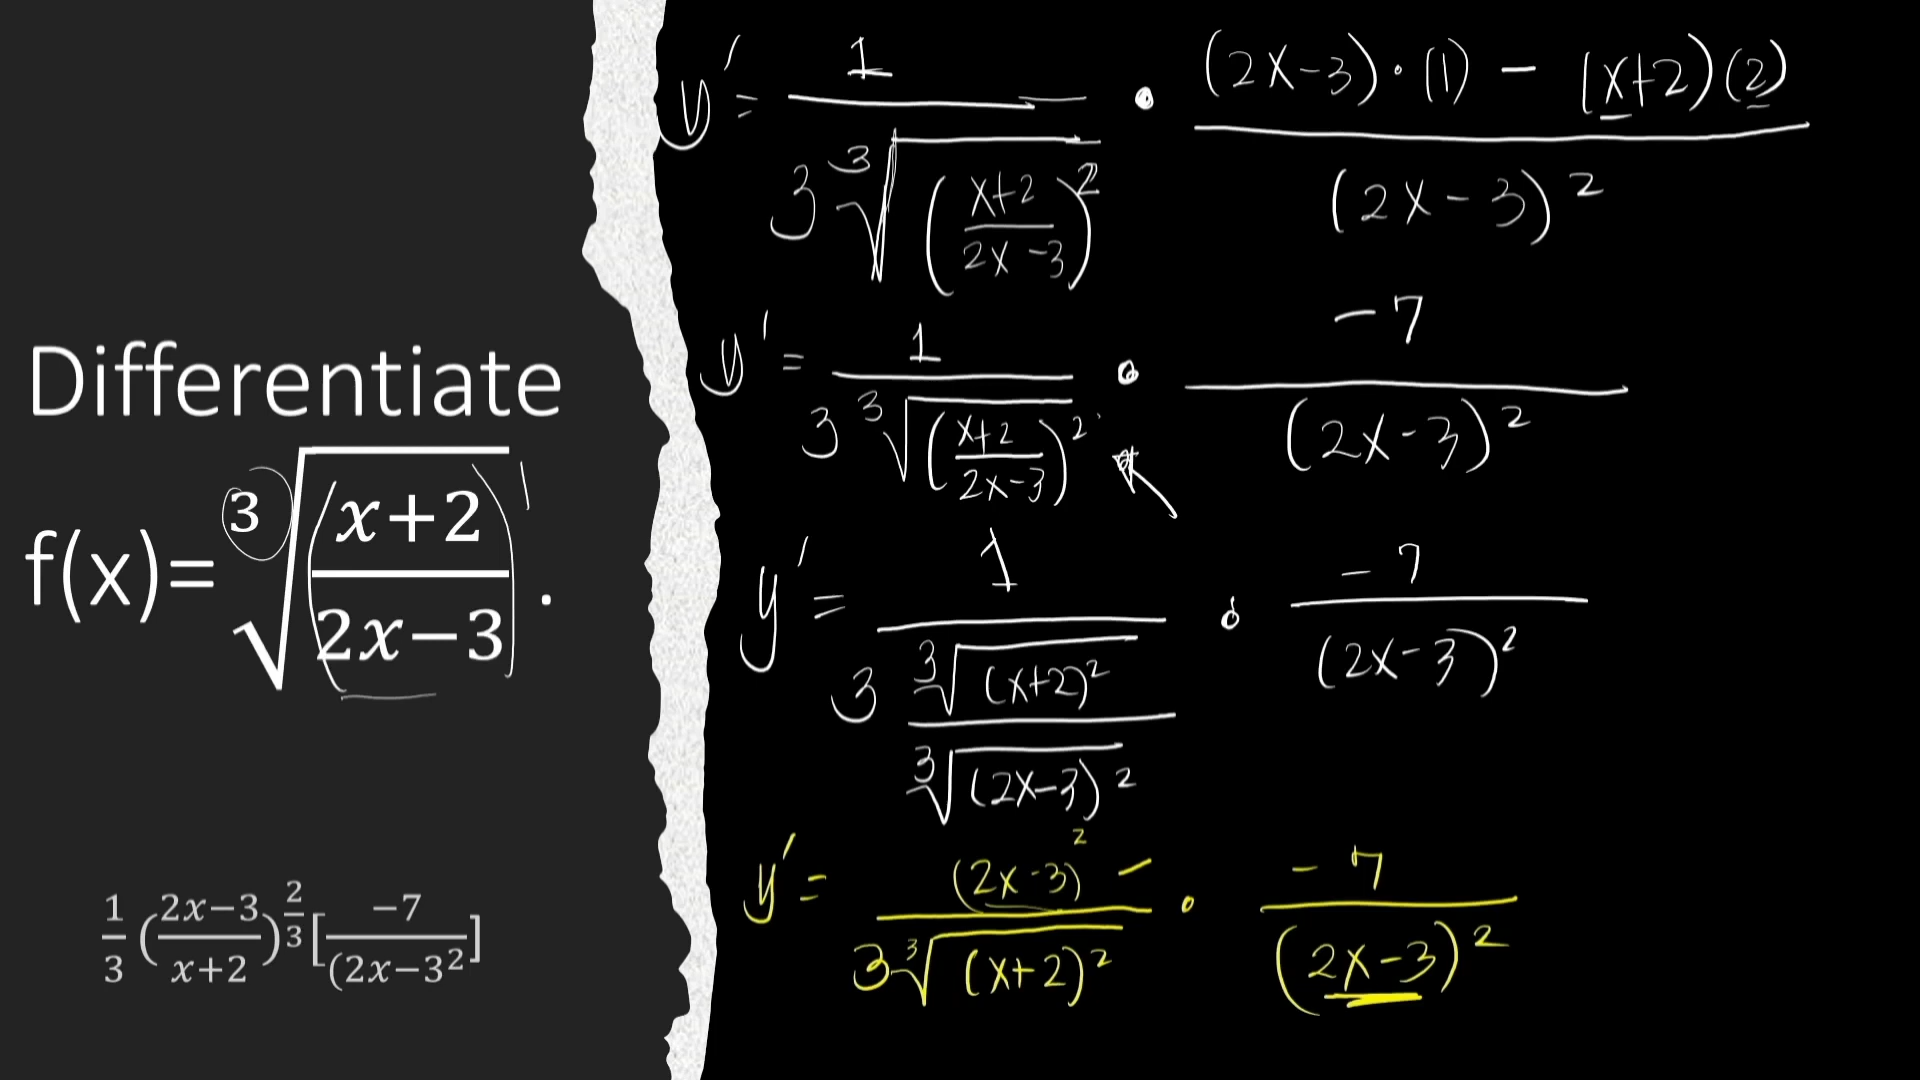 Differentiate
f(x)=∛((x+2)/(2x−3)) .
1/3 ((2x−3)/(x+2))^(2/3) [−7/(2x−3²]
y' = 1/(3 ∛((x+2)/(2x−3))²) · ((2x−3)·(1) − (x+2)(2))/(2x−3)²
y' = 1/(3 ∛((x+2)/(2x−3))²) · −7/(2x−3)²
y' = 1/(3 ∛(x+2)²/∛(2x−3)²) · −7/(2x−3)²
y' = (2x−3)²/(3∛(x+2)²) · −7/(2x−3)²